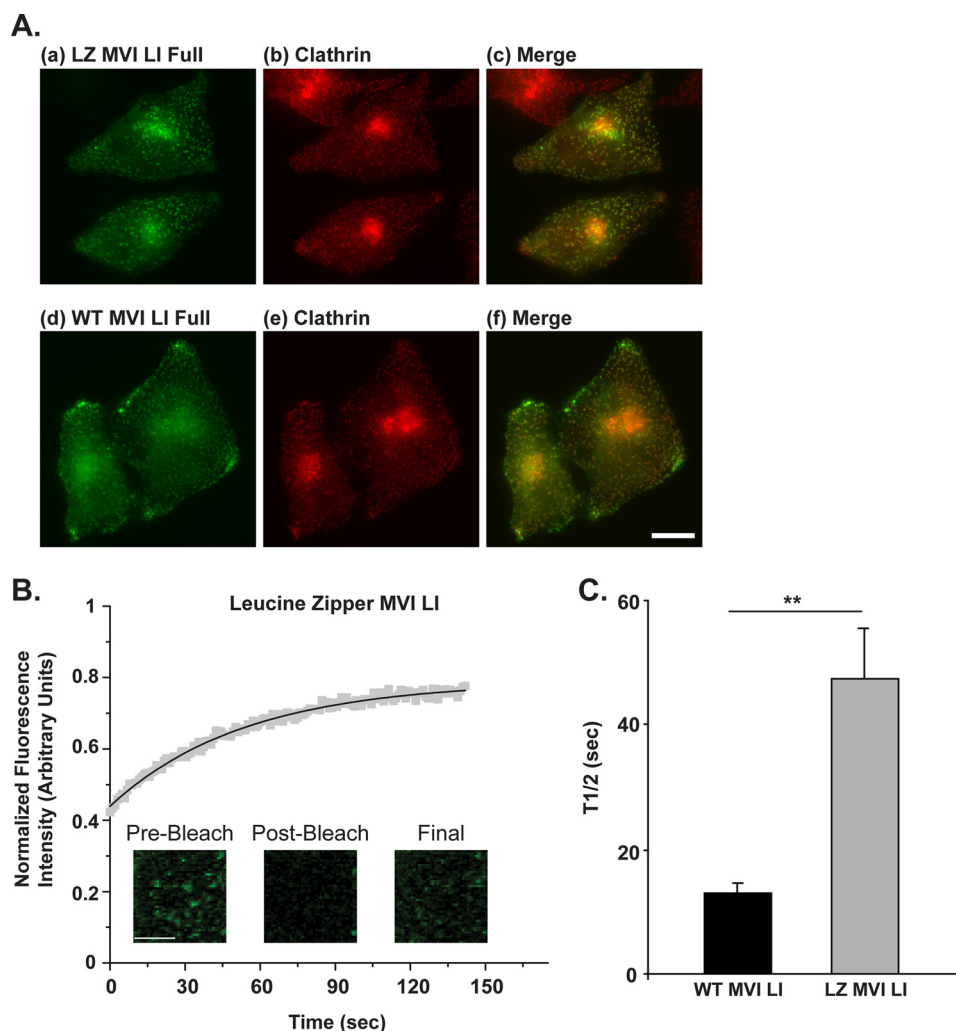 A.
(a) LZ MVI LI Full
(b) Clathrin
(c) Merge
(d) WT MVI LI Full
(e) Clathrin
(f) Merge
B.
Leucine Zipper MVI LI
Normalized Fluorescence
Intensity (Arbitrary Units)
1
0.8
0.6
0.4
0.2
0
Pre-Bleach
Post-Bleach
Final
0
30
60
90
120
150
Time (sec)
C.
**
T1/2 (sec)
60
40
20
0
WT MVI LI
LZ MVI LI